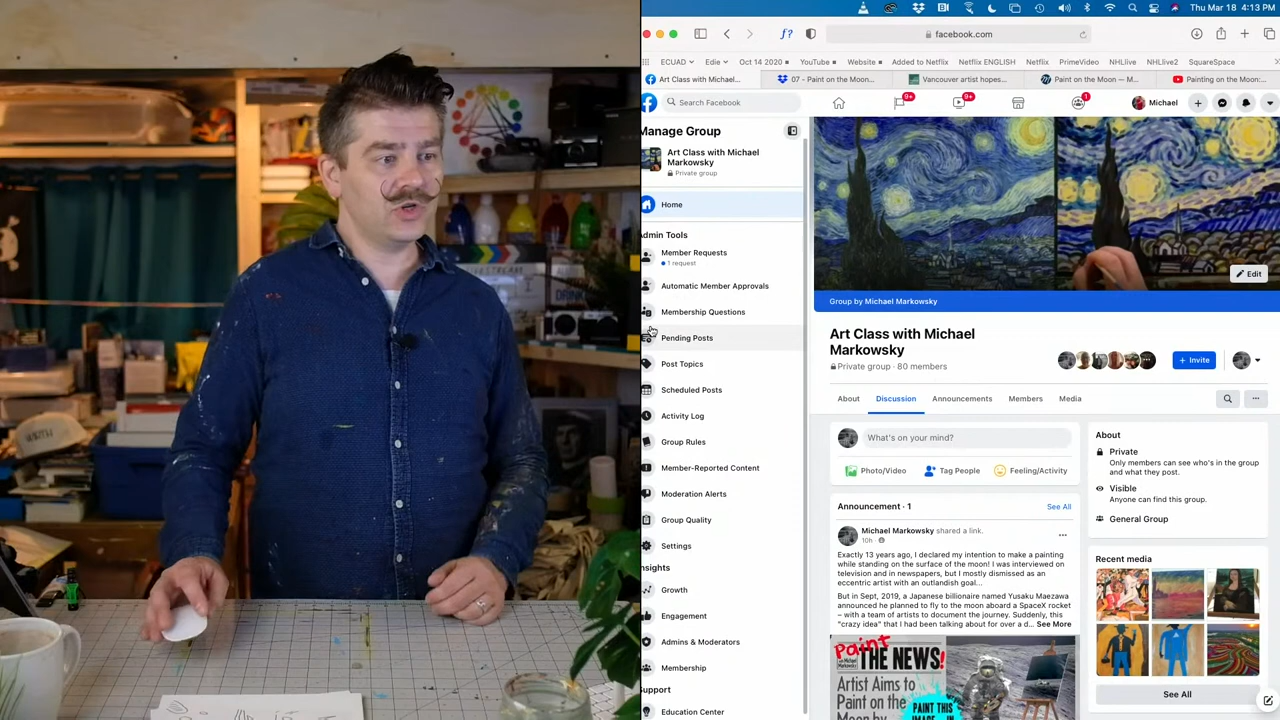 Thu Mar 18 4:13 PM
f?
facebook.com
ECUAD
Edie
Oct 14 2020
YouTube
Website
Added to Netflix
Netflix ENGLISH
Netflix
PrimeVideo
NHLlive
NHLlive2
SquareSpace
Art Class with Michael...
07 - Paint on the Moon...
Vancouver artist hopes...
Paint on the Moon — M...
Painting on the Moon:...
Search Facebook
9+
9+
1
Michael
Manage Group
Art Class with Michael
Markowsky
Private group
Home
Admin Tools
Member Requests
1 request
Automatic Member Approvals
Membership Questions
Pending Posts
Post Topics
Scheduled Posts
Activity Log
Group Rules
Member-Reported Content
Moderation Alerts
Group Quality
Settings
Insights
Growth
Engagement
Admins & Moderators
Membership
Support
Education Center
Edit
Group by Michael Markowsky
Art Class with Michael
Markowsky
Private group · 80 members
+ Invite
About
Discussion
Announcements
Members
Media
What's on your mind?
Photo/Video
Tag People
Feeling/Activity
Announcement · 1
See All
Michael Markowsky shared a link.
10h
Exactly 13 years ago, I declared my intention to make a painting
while standing on the surface of the moon! I was interviewed on
television and in newspapers, but I mostly dismissed as an
eccentric artist with an outlandish goal...
But in Sept, 2019, a Japanese billionaire named Yusaku Maezawa
announced he planned to fly to the moon aboard a SpaceX rocket
– with a team of artists to document the journey. Suddenly, this
"crazy idea" that I had been talking about for over a d... See More
paint
THE NEWS!
Artist Aims to
Paint on the
Moon by
PAINT THIS
IMAGE IN
About
Private
Only members can see who's in the group
and what they post.
Visible
Anyone can find this group.
General Group
Recent media
See All